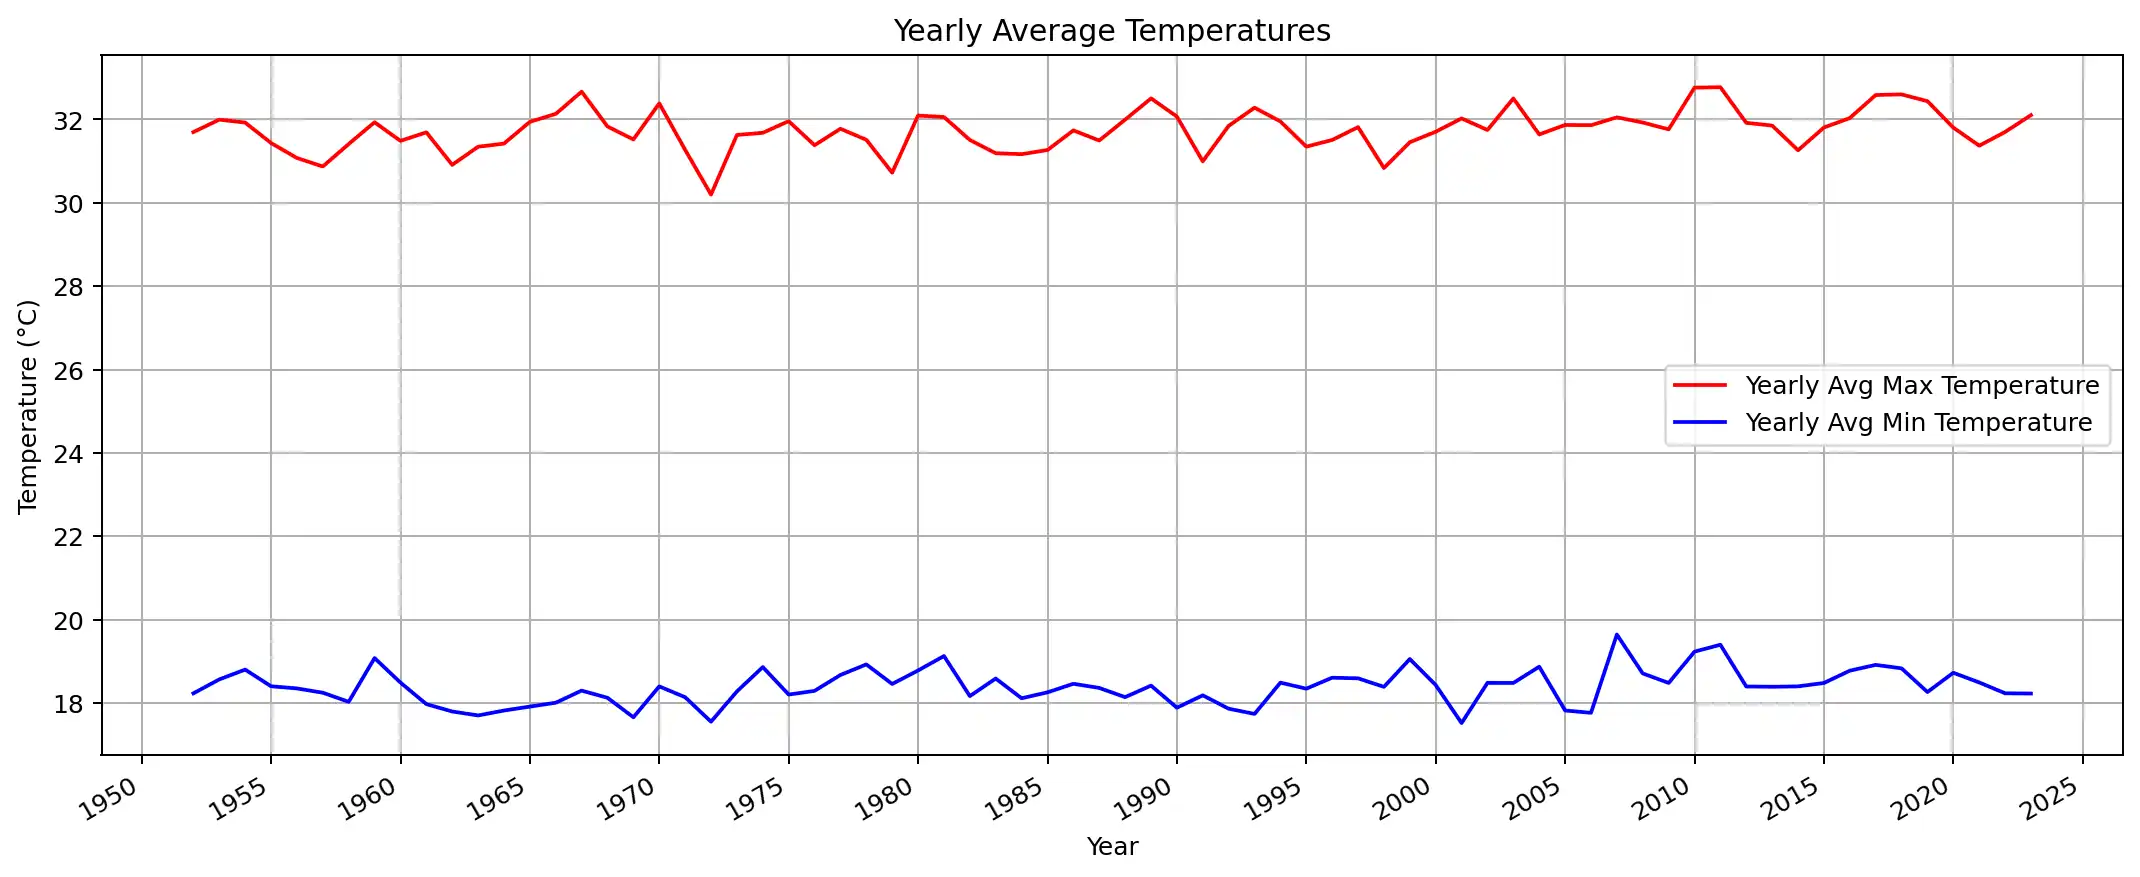 Yearly Average Temperatures
Temperature (°C)
32
30
28
26
24
22
20
18
Yearly Avg Max Temperature
Yearly Avg Min Temperature
1950 1955 1960 1965 1970 1975 1980 1985 1990 1995 2000 2005 2010 2015 2020 2025
Year